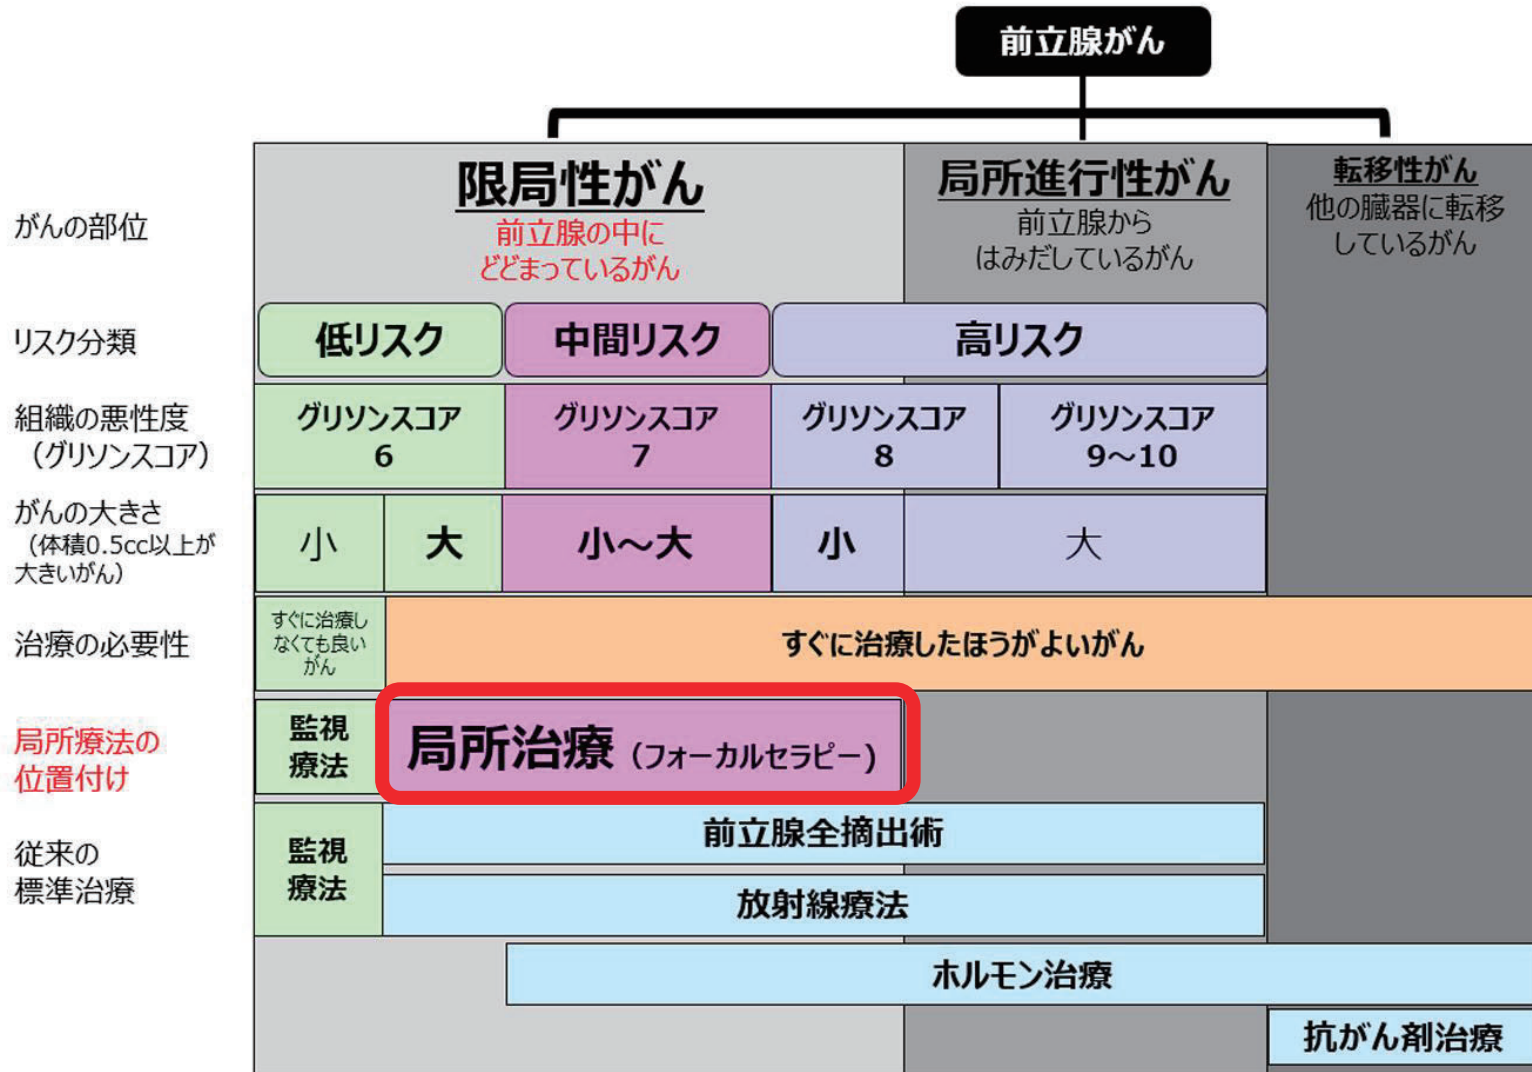 前立腺がん
がんの部位
限局性がん
前立腺の中に
どどまっているがん
局所進行性がん
前立腺から
はみだしているがん
転移性がん
他の臓器に転移
しているがん
リスク分類
低リスク
中間リスク
高リスク
組織の悪性度
（グリソンスコア）
グリソンスコア
6
グリソンスコア
7
グリソンスコア
8
グリソンスコア
9～10
がんの大きさ
（体積0.5cc以上が
大きいがん）
小
大
小～大
小
大
治療の必要性
すぐに治療し
なくても良い
がん
すぐに治療したほうがよいがん
局所療法の
位置付け
監視
療法
局所治療（フォーカルセラピー）
従来の
標準治療
監視
療法
前立腺全摘出術
放射線療法
ホルモン治療
抗がん剤治療